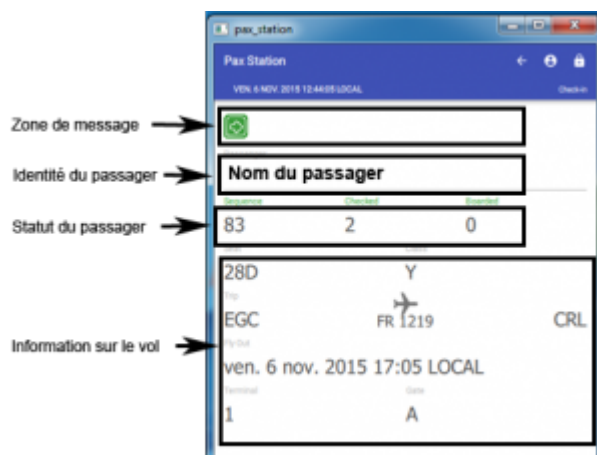 pax_station
Pax Station
VEN. 6 NOV. 2015 12:44:05 LOCAL
Check-in
Zone de message
Identité du passager
Nom du passager
Sequence Checked Boarded
Statut du passager
83 2 0
Class
28D Y
Trip
EGC FR 1219 CRL
Fly Out
Information sur le vol
ven. 6 nov. 2015 17:05 LOCAL
Terminal Gate
1 A